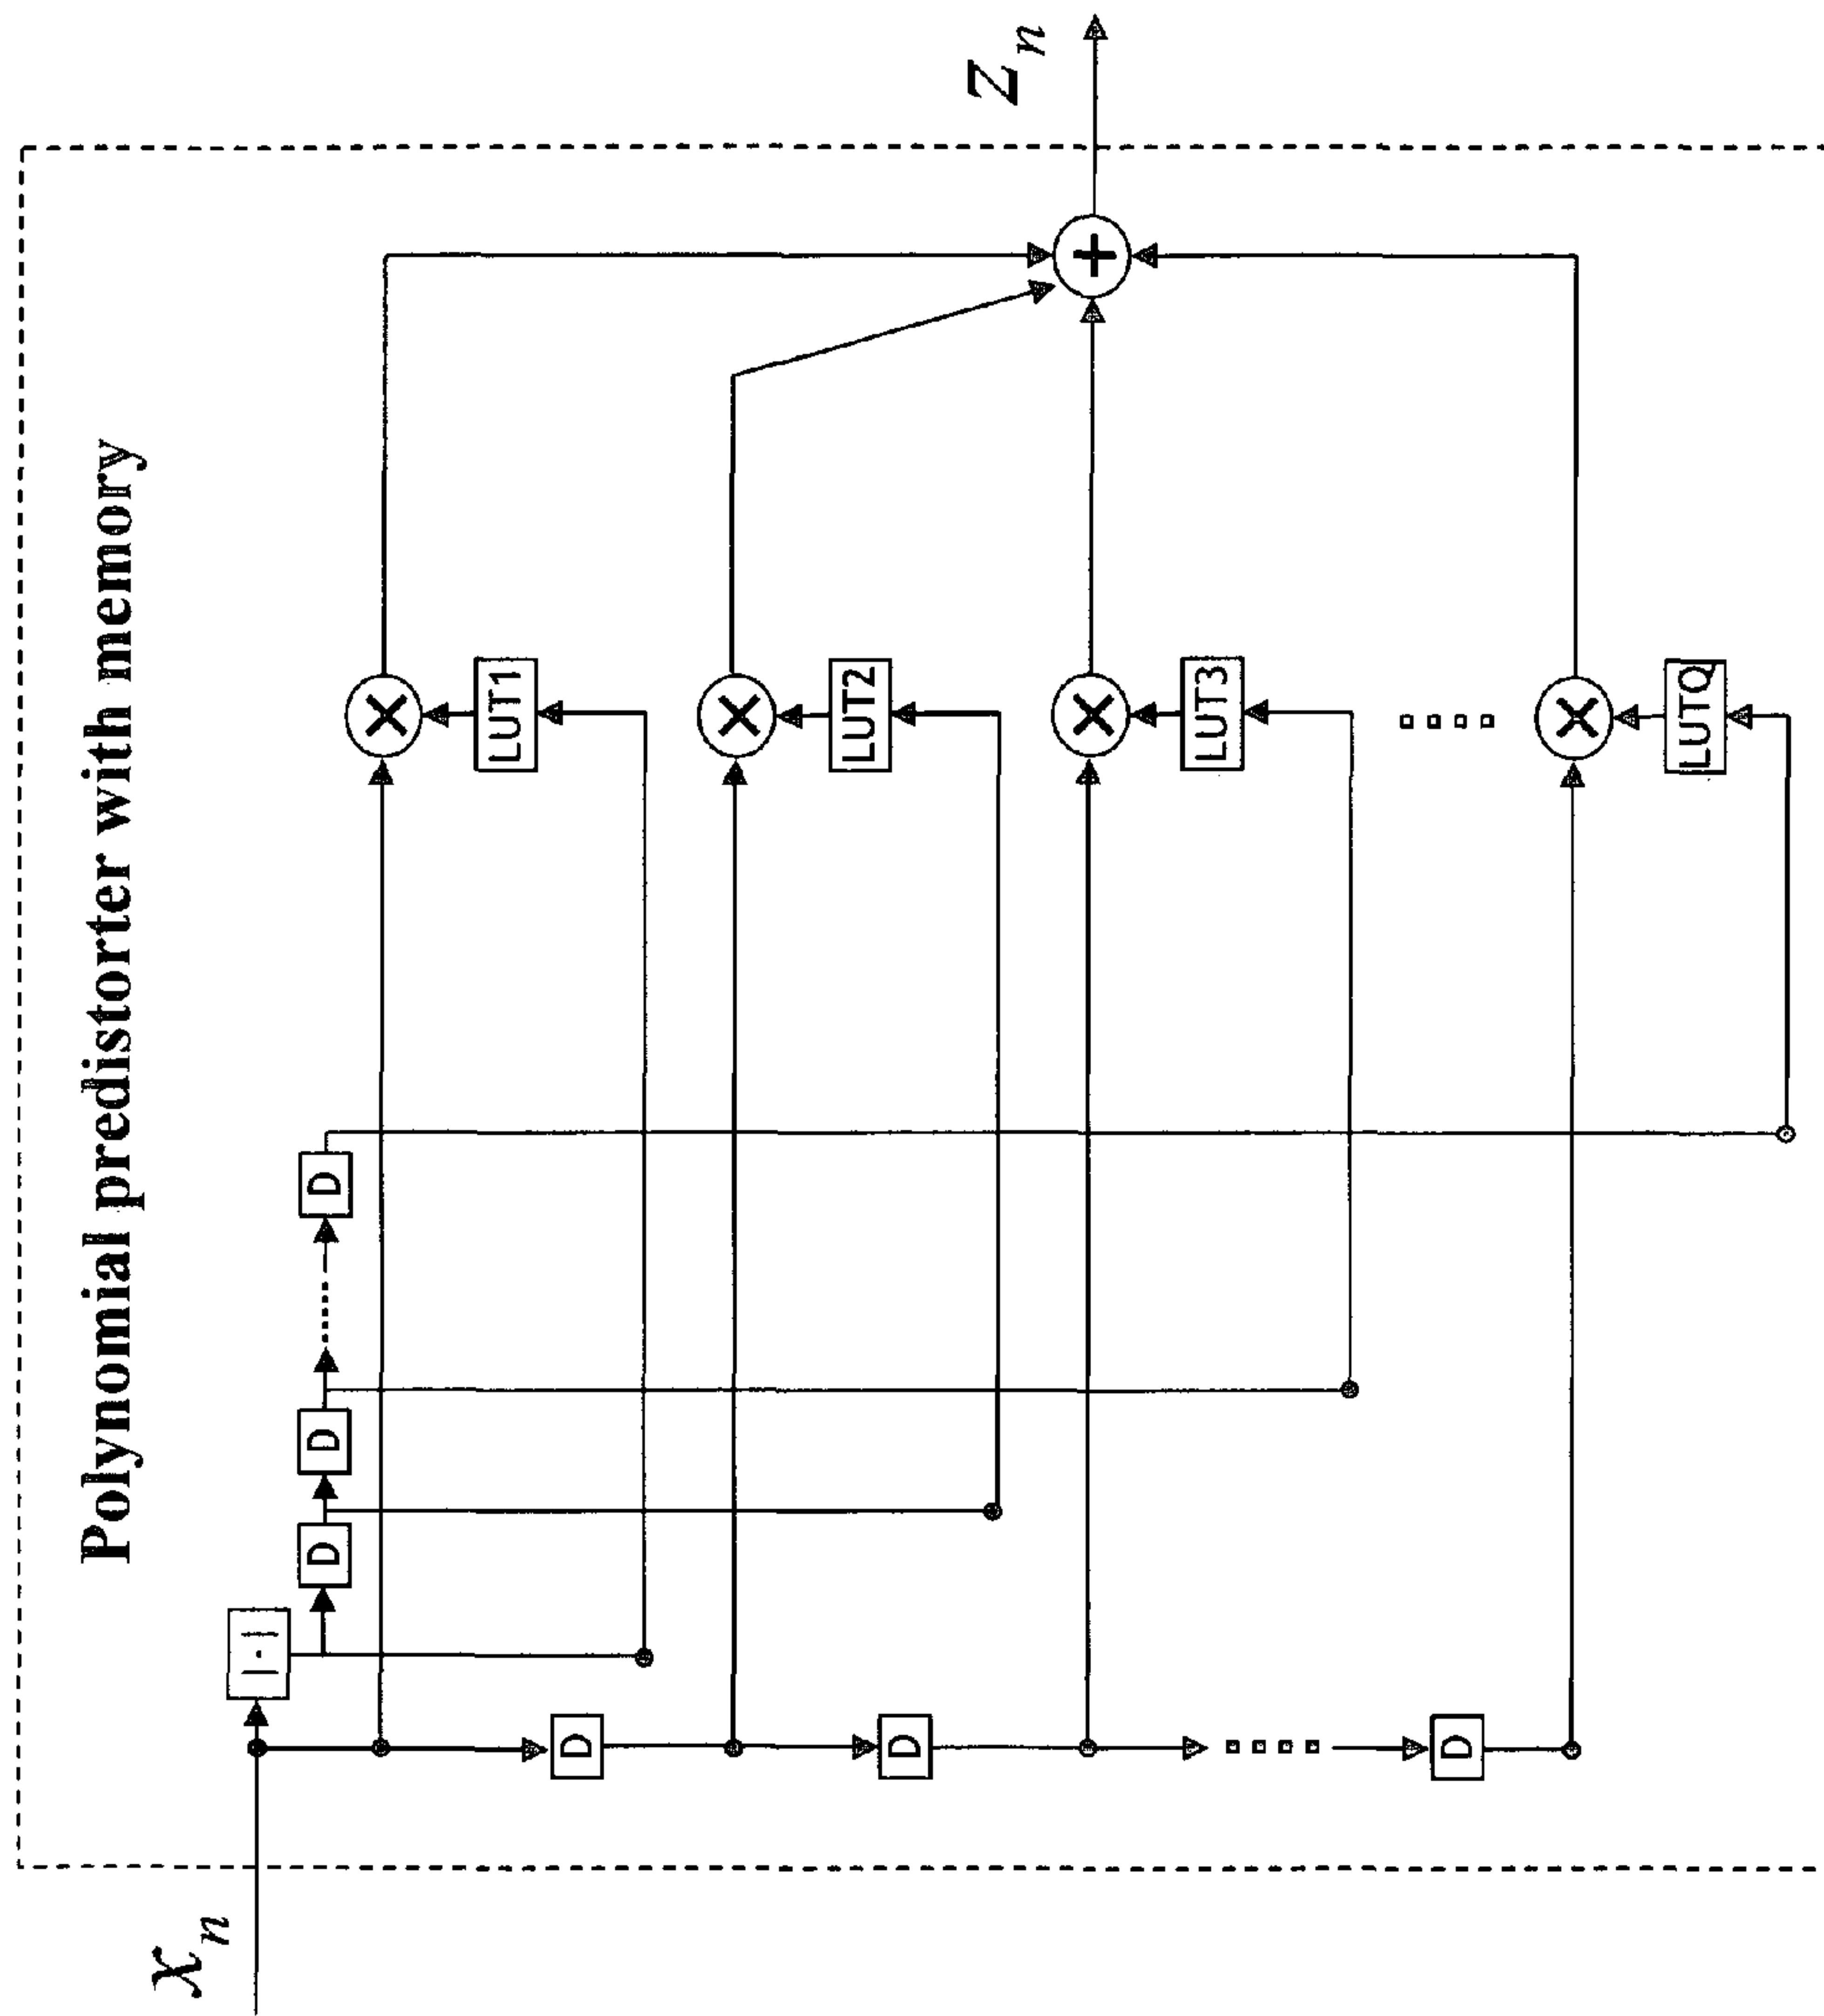 Polynomial predistorter with memory
x_n
|·|
D
D
D
D
D
D
LUT1
LUT2
LUT3
LUTQ
×
×
×
×
+
Z_n